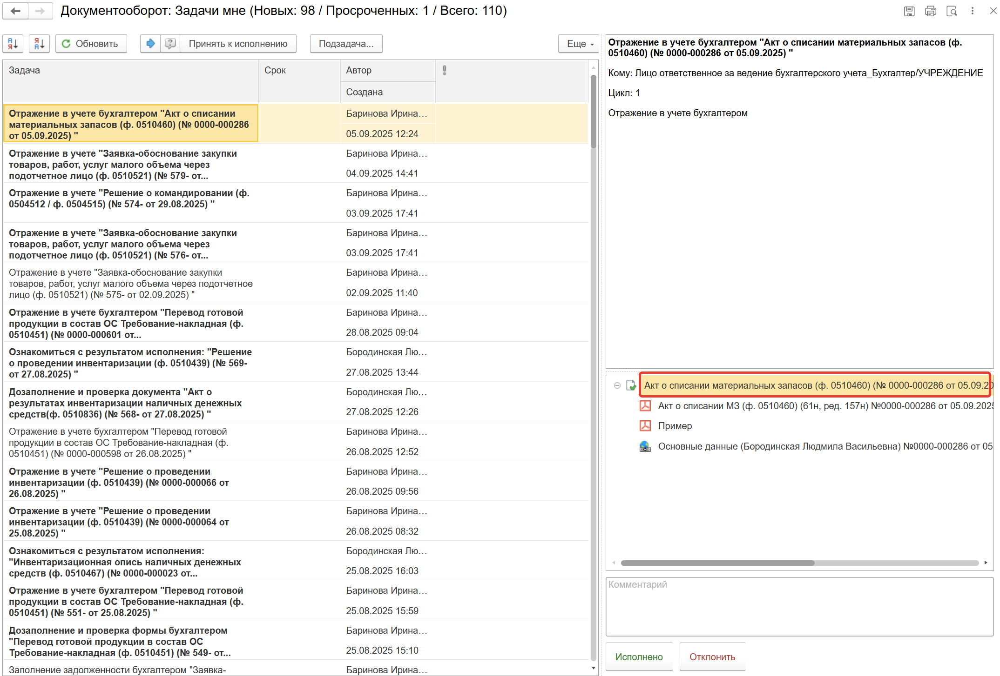 Документооборот: Задачи мне (Новых: 98 / Просроченных: 1 / Всего: 110)
Обновить
Принять к исполнению
Подзадача...
Еще
Задача
Срок
Автор
Создана
Отражение в учете бухгалтером "Акт о списании
материальных запасов (ф. 0510460) (№ 0000-000286
от 05.09.2025) "
Баринова Ирина…
05.09.2025 12:24
Отражение в учете "Заявка-обоснование закупки
товаров, работ, услуг малого объема через
подотчетное лицо (ф. 0510521) (№ 579- от...
Баринова Ирина…
04.09.2025 14:41
Отражение в учете "Решение о командировании (ф.
0504512 / ф. 0504515) (№ 574- от 29.08.2025) "
Баринова Ирина…
03.09.2025 17:41
Отражение в учете "Заявка-обоснование закупки
товаров, работ, услуг малого объема через
подотчетное лицо (ф. 0510521) (№ 576- от...
Баринова Ирина…
03.09.2025 17:41
Отражение в учете "Заявка-обоснование закупки
товаров, работ, услуг малого объема через подотчетное
лицо (ф. 0510521) (№ 575- от 02.09.2025) "
Баринова Ирина…
02.09.2025 11:40
Отражение в учете бухгалтером "Перевод готовой
продукции в состав ОС Требование-накладная (ф.
0510451) (№ 0000-000601 от...
Баринова Ирина…
28.08.2025 09:04
Ознакомиться с результатом исполнения: "Решение
о проведении инвентаризации (ф. 0510439) (№ 569-
от 27.08.2025) "
Бородинская Лю…
27.08.2025 13:44
Дозаполнение и проверка документа "Акт о
результатах инвентаризации наличных денежных
средств(ф. 0510836) (№ 568- от 27.08.2025) "
Бородинская Лю…
27.08.2025 12:26
Отражение в учете бухгалтером "Перевод готовой
продукции в состав ОС Требование-накладная (ф.
0510451) (№ 0000-000598 от 26.08.2025) "
Баринова Ирина…
26.08.2025 12:52
Отражение в учете "Решение о проведении
инвентаризации (ф. 0510439) (№ 0000-000066 от
26.08.2025) "
Баринова Ирина…
26.08.2025 09:56
Отражение в учете "Решение о проведении
инвентаризации (ф. 0510439) (№ 0000-000064 от
25.08.2025) "
Баринова Ирина…
26.08.2025 08:32
Ознакомиться с результатом исполнения:
"Инвентаризационная опись наличных денежных
средств (ф. 0510467) (№ 0000-000023 от...
Бородинская Лю…
25.08.2025 16:03
Отражение в учете бухгалтером "Перевод готовой
продукции в состав ОС Требование-накладная (ф.
0510451) (№ 551- от 25.08.2025) "
Баринова Ирина…
25.08.2025 15:59
Дозаполнение и проверка формы бухгалтером
"Перевод готовой продукции в состав ОС
Требование-накладная (ф. 0510451) (№ 549- от...
Баринова Ирина…
25.08.2025 15:10
Заполнение задолженности бухгалтером "Заявка-
Баринова Ирина…
Отражение в учете бухгалтером "Акт о списании материальных запасов (ф.
0510460) (№ 0000-000286 от 05.09.2025) "
Кому: Лицо ответственное за ведение бухгалтерского учета_Бухгалтер/УЧРЕЖДЕНИЕ
Цикл: 1
Отражение в учете бухгалтером
Акт о списании материальных запасов (ф. 0510460) (№ 0000-000286 от 05.09.20
Акт о списании МЗ (ф. 0510460) (61н, ред. 157н) №0000-000286 от 05.09.2025
Пример
Основные данные (Бородинская Людмила Васильевна) №0000-000286 от 05
Комментарий
Исполнено
Отклонить